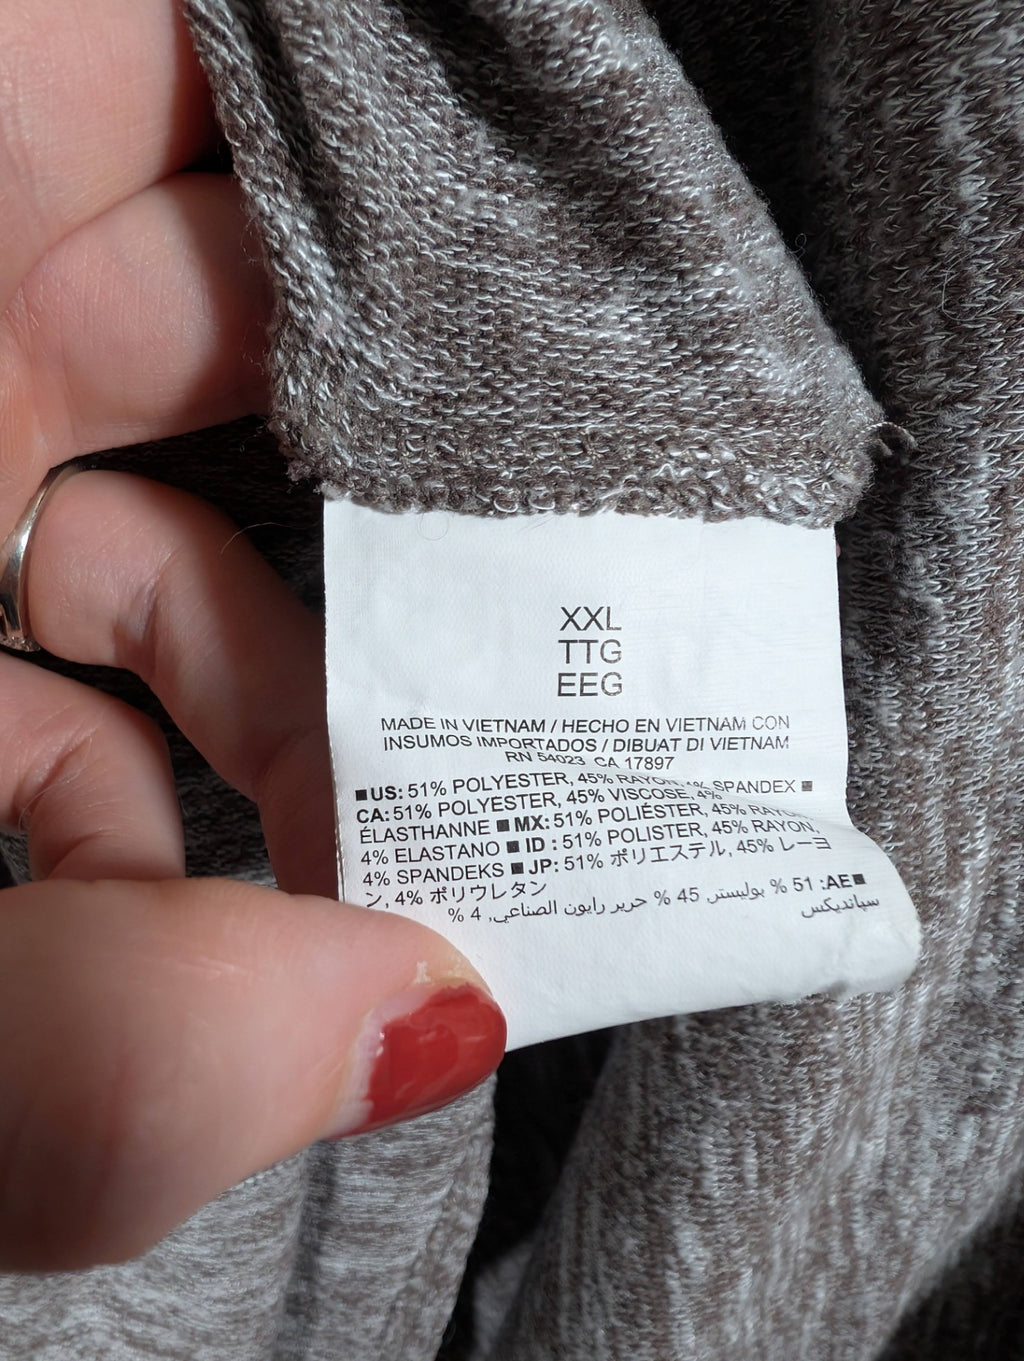 XXL
TTG
EEG
MADE IN VIETNAM / HECHO EN VIETNAM CON
INSUMOS IMPORTADOS / DIBUAT DI VIETNAM
RN 54023 CA 17897
■US: 51% POLYESTER, 45% RAYON, 4% SPANDEX ■
CA: 51% POLYESTER, 45% VISCOSE, 4%
ÉLASTHANNE ■ MX: 51% POLIÉSTER, 45% RAYON,
4% ELASTANO ■ ID : 51% POLISTER, 45% RAYON,
4% SPANDEKS ■ JP: 51% ポリエステル, 45% レーヨ
ン, 4% ポリウレタン
■AE: 51 % بوليستر, 45 % حرير رايون الصناعي, 4 %
سبانديكس